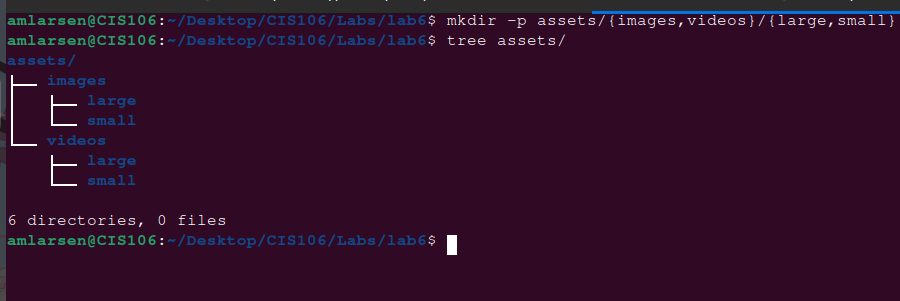 amlarsen@CIS106:~/Desktop/CIS106/Labs/lab6$ mkdir -p assets/{images,videos}/{large,small}
amlarsen@CIS106:~/Desktop/CIS106/Labs/lab6$ tree assets/
assets/
├── images
│   ├── large
│   └── small
└── videos
    ├── large
    └── small
6 directories, 0 files
amlarsen@CIS106:~/Desktop/CIS106/Labs/lab6$